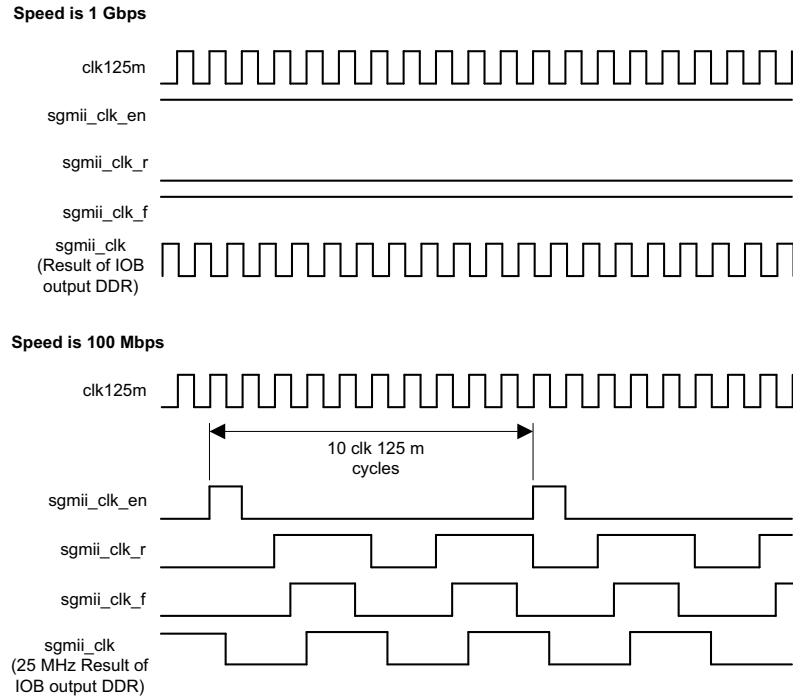 Speed is 1 Gbps
clk125m
sgmii_clk_en
sgmii_clk_r
sgmii_clk_f
sgmii_clk
(Result of IOB
output DDR)
Speed is 100 Mbps
clk125m
10 clk 125 m
cycles
sgmii_clk_en
sgmii_clk_r
sgmii_clk_f
sgmii_clk
(25 MHz Result of
IOB output DDR)